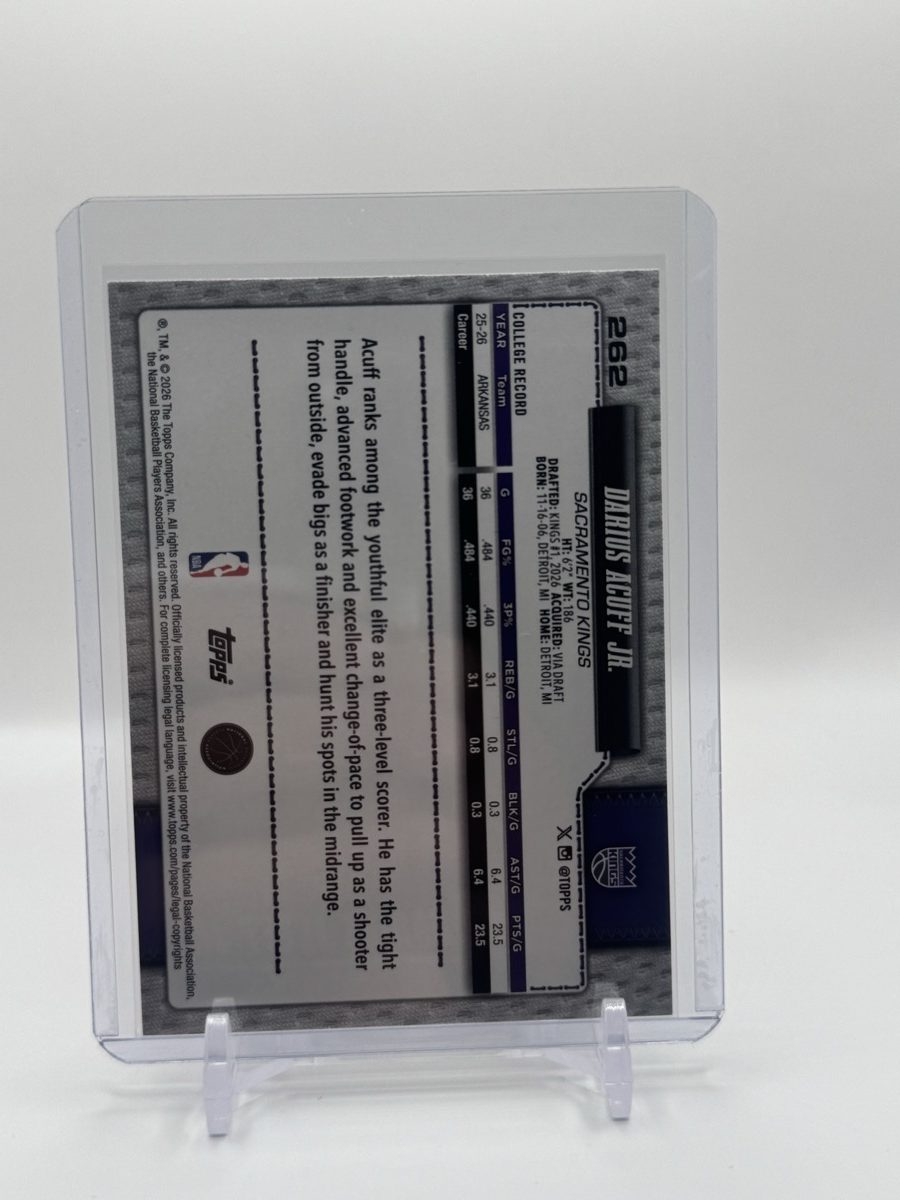 262
DARIUS ACUFF JR.
SACRAMENTO KINGS
HT: 6'2" WT: 186
DRAFTED: KINGS #1, 2026 ACQUIRED: VIA DRAFT
BORN: 11-16-06, DETROIT, MI HOME: DETROIT, MI
X @TOPPS
KINGS
COLLEGE RECORD
YEAR Team G FG% 3P% REB/G STL/G BLK/G AST/G PTS/G
25-26 ARKANSAS 36 .484 .440 3.1 0.8 0.3 6.4 23.5
Career 36 .484 .440 3.1 0.8 0.3 6.4 23.5
Acuff ranks among the youthful elite as a three-level scorer. He has the tight
handle, advanced footwork and excellent change-of-pace to pull up as a shooter
from outside, evade bigs as a finisher and hunt his spots in the midrange.
NBA
topps®
®, TM, & © 2026 The Topps Company, Inc. All rights reserved. Officially licensed products and intellectual property of the National Basketball Association,
the National Basketball Players Association, and others. For complete licensing legal language, visit www.topps.com/pages/legal-copyrights